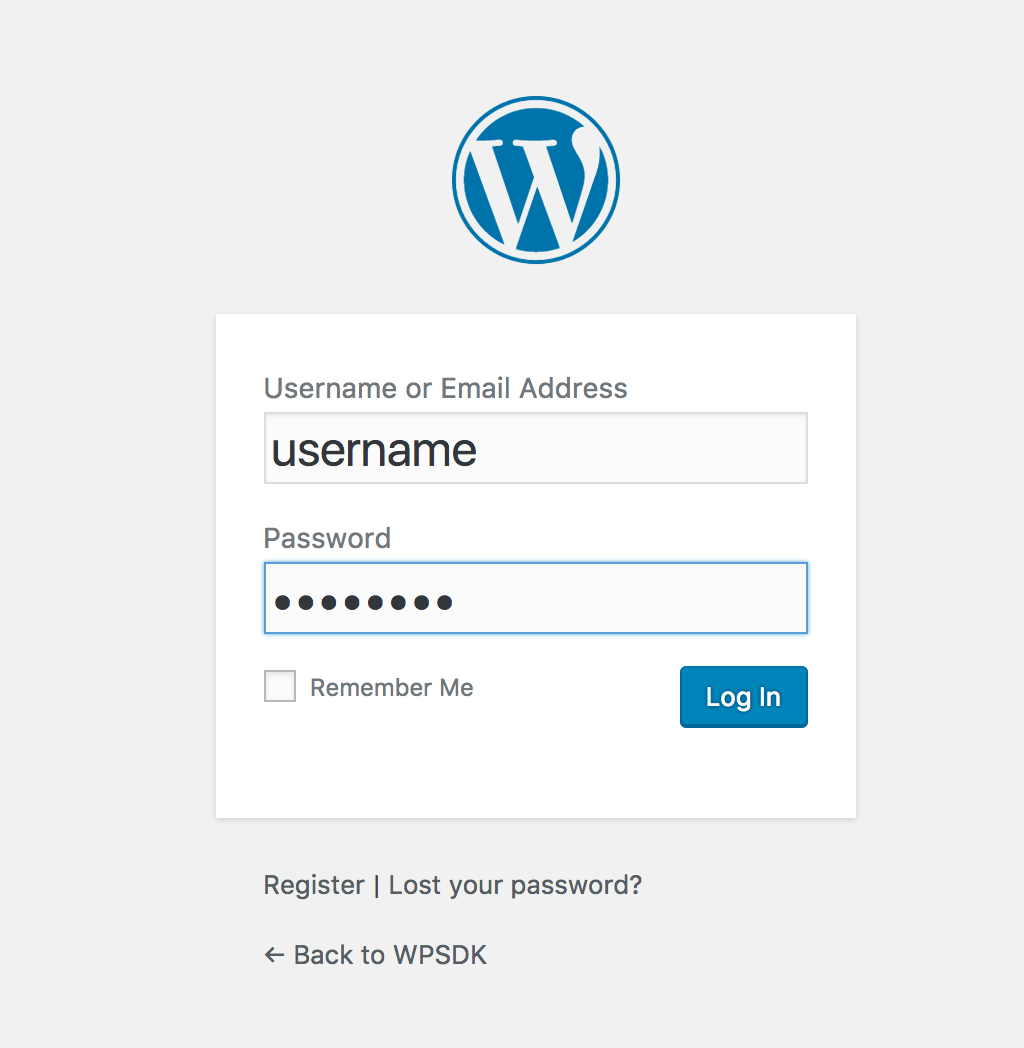 Username or Email Address
username
Password
••••••••
Remember Me
Log In
Register | Lost your password?
← Back to WPSDK